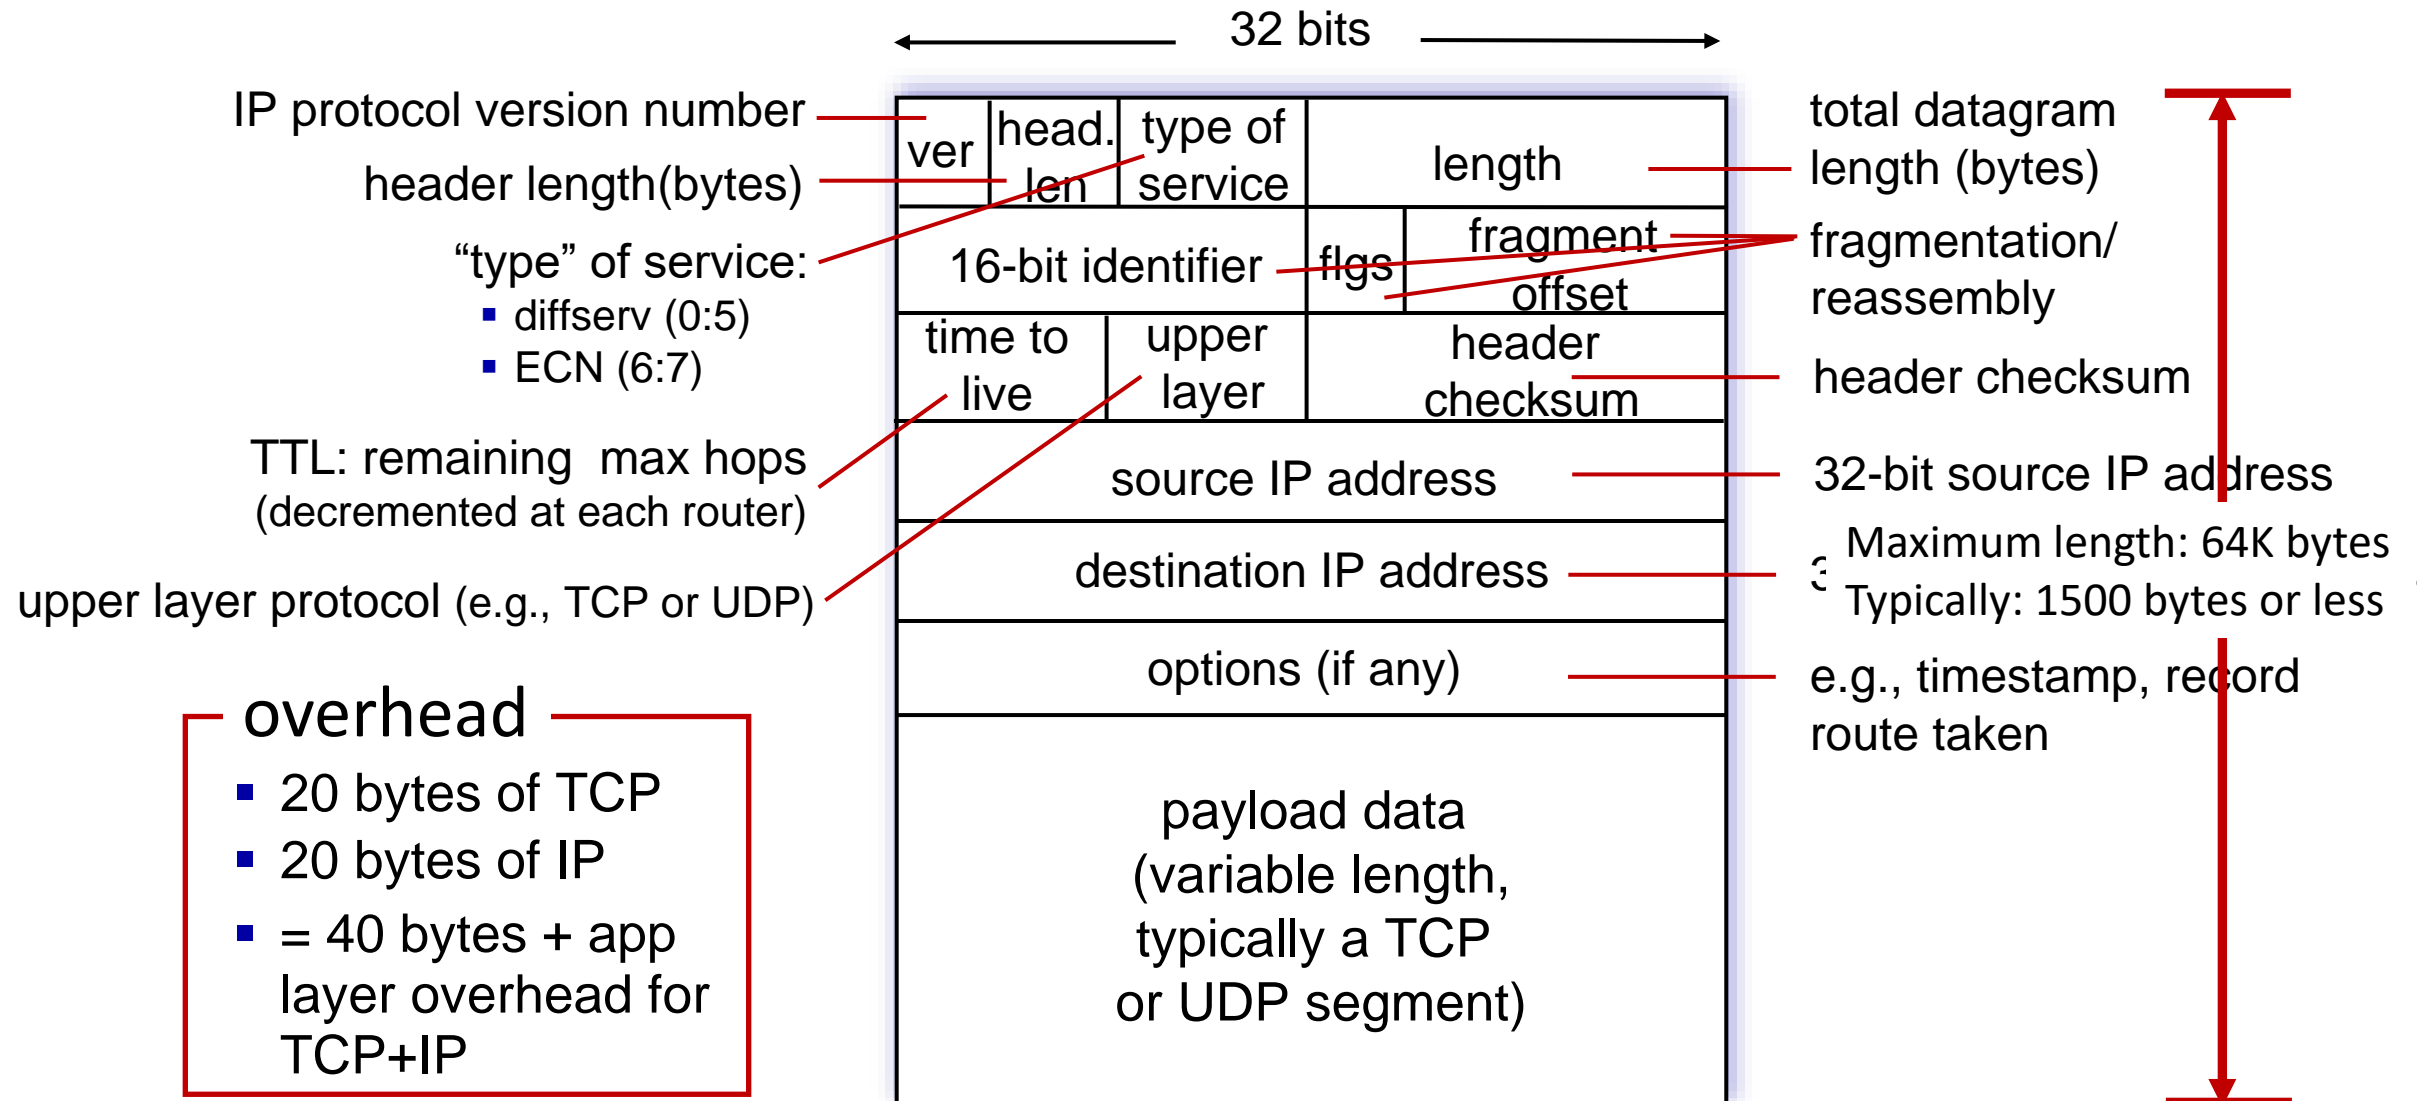 32 bits
IP protocol version number
header length(bytes)
“type” of service:
▪ diffserv (0:5)
▪ ECN (6:7)
TTL: remaining  max hops
(decremented at each router)
upper layer protocol (e.g., TCP or UDP)
overhead
▪ 20 bytes of TCP
▪ 20 bytes of IP
▪ = 40 bytes + app
layer overhead for
TCP+IP
ver
head.
len
type of
service
length
16-bit identifier
flgs
fragment
offset
time to
live
upper
layer
header
checksum
source IP address
destination IP address
options (if any)
payload data
(variable length,
typically a TCP
or UDP segment)
total datagram
length (bytes)
fragmentation/
reassembly
header checksum
32-bit source IP address
Maximum length: 64K bytes
Typically: 1500 bytes or less
e.g., timestamp, record
route taken